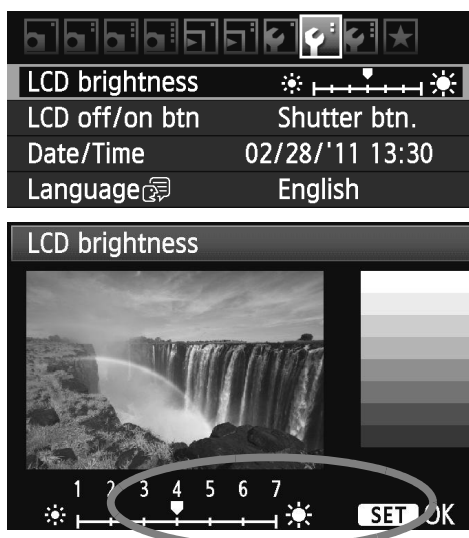 LCD brightness
LCD off/on btn Shutter btn.
Date/Time 02/28/'11 13:30
Language English
LCD brightness
1 2 3 4 5 6 7
SET OK